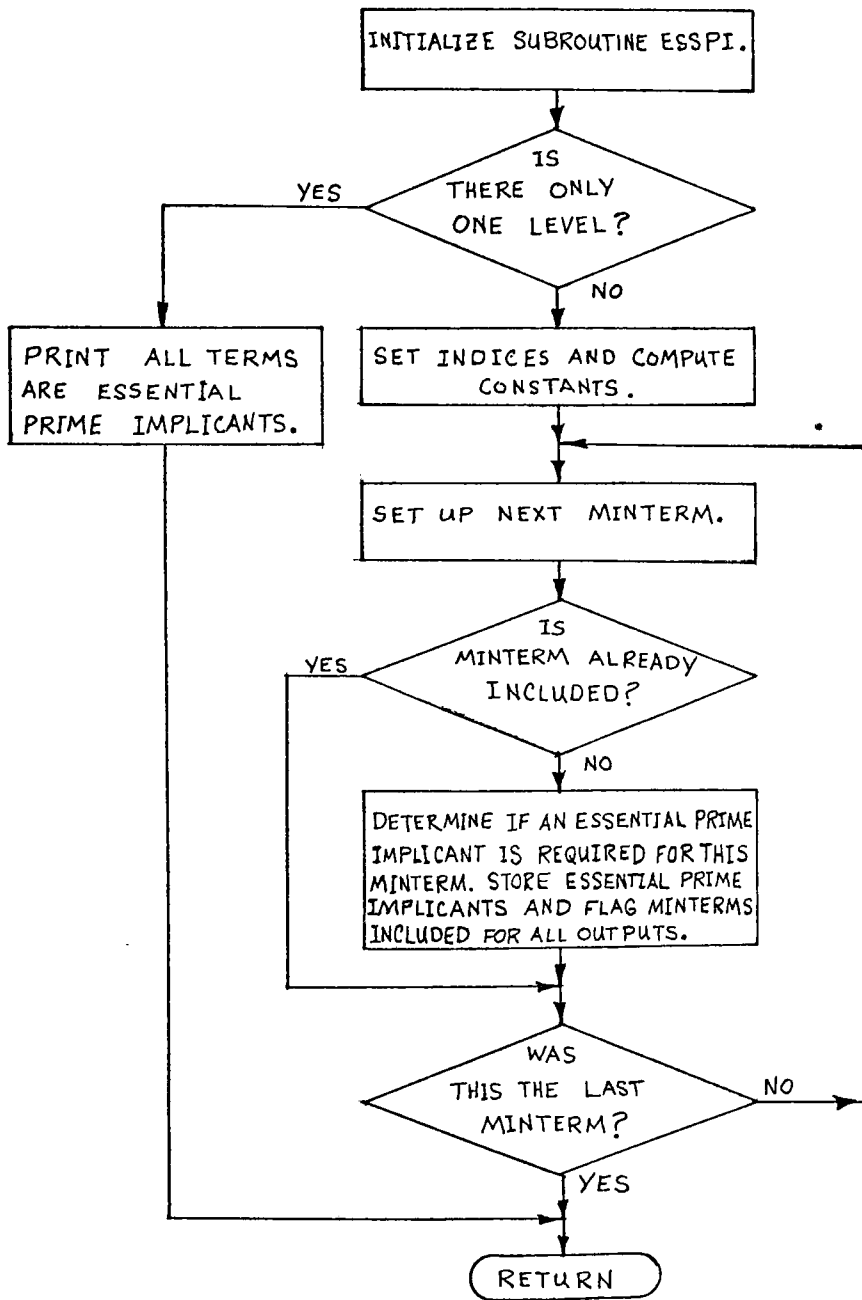 INITIALIZE SUBROUTINE ESSPI.
IS
THERE ONLY
ONE LEVEL?
YES
NO
PRINT ALL TERMS
ARE ESSENTIAL
PRIME IMPLICANTS.
SET INDICES AND COMPUTE
CONSTANTS.
SET UP NEXT MINTERM.
IS
MINTERM ALREADY
INCLUDED?
YES
NO
DETERMINE IF AN ESSENTIAL PRIME
IMPLICANT IS REQUIRED FOR THIS
MINTERM. STORE ESSENTIAL PRIME
IMPLICANTS AND FLAG MINTERMS
INCLUDED FOR ALL OUTPUTS.
WAS
THIS THE LAST
MINTERM?
NO
YES
RETURN